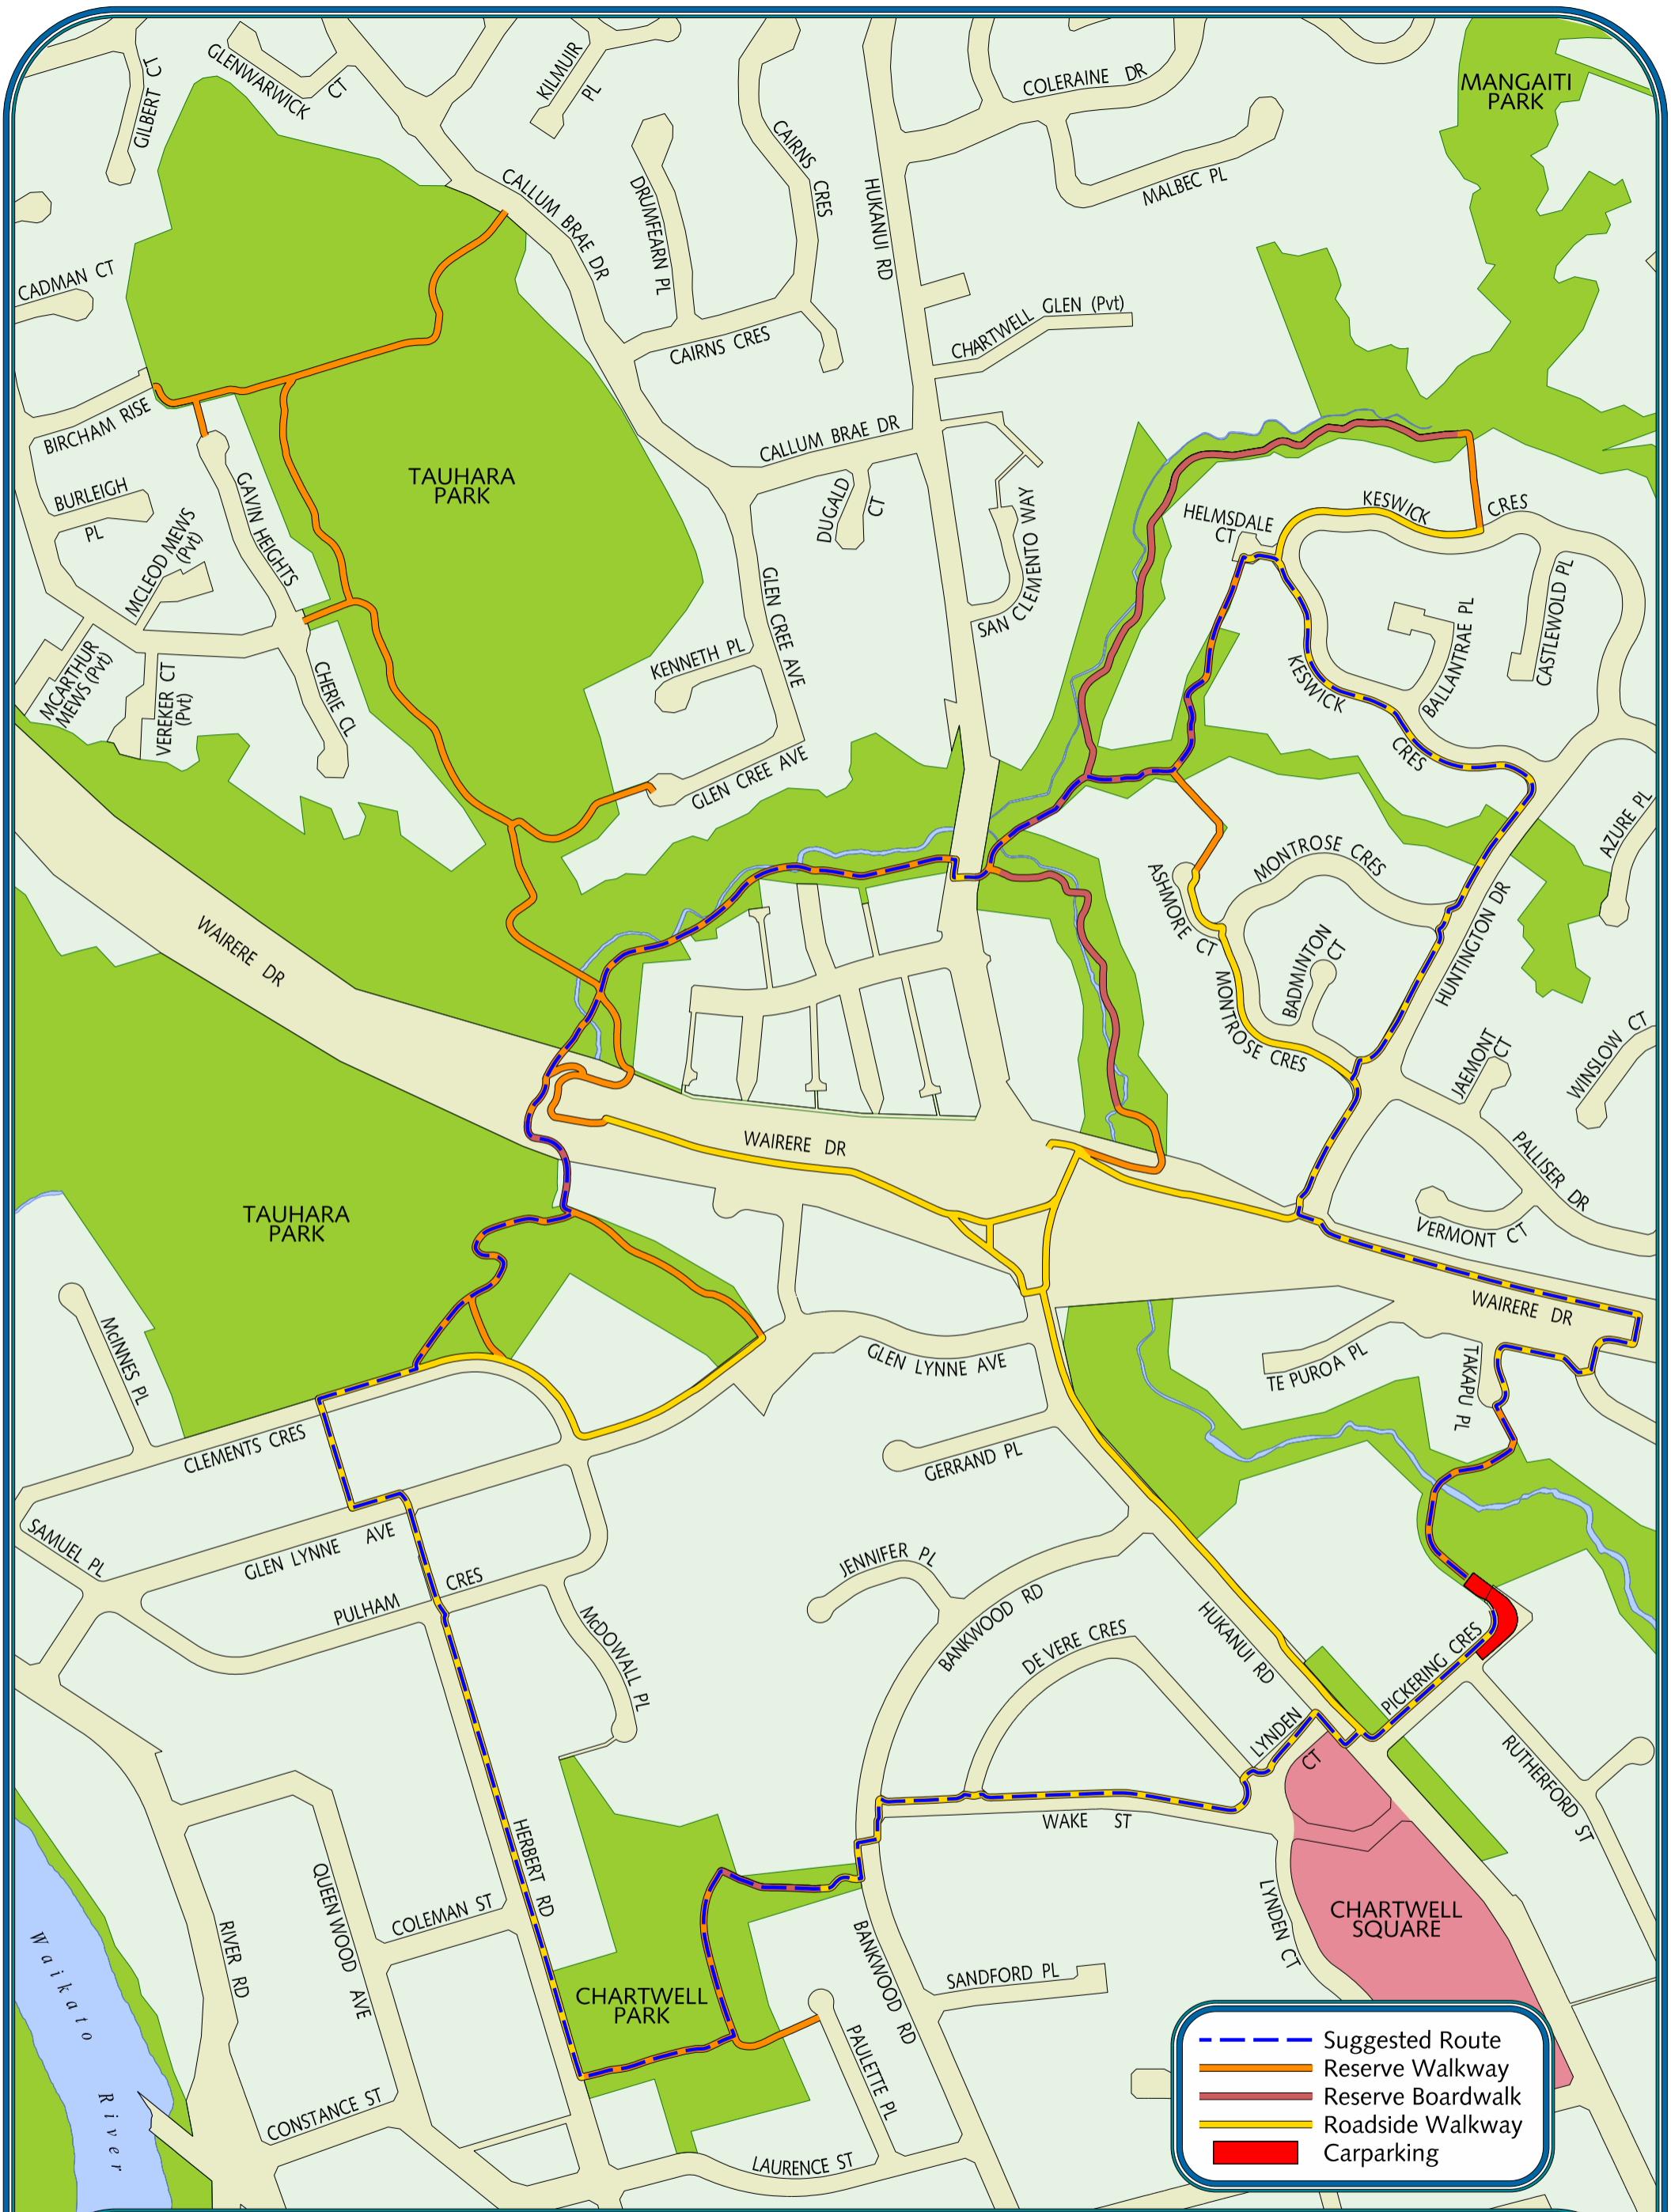 GILBERT CT
GLENWARWICK CT
KILMUIR PL
COLERAINE DR
MANGAITI
PARK
CAIRNS CRES
MALBEC PL
CALLUM BRAE DR
DRUMFEARN PL
HUKANUI RD
CADMAN CT
CHARTWELL GLEN (Pvt)
CAIRNS CRES
BIRCHAM RISE
CALLUM BRAE DR
TAUHARA
PARK
BURLEIGH
PL
GAVIN HEIGHTS
MCLEOD MEWS
(Pvt)
DUGALD
CT
SAN CLEMENTO WAY
HELMSDALE
CT
KESWICK CRES
GLEN CREE AVE
CASTLEWOLD PL
BALLANTRAE PL
KENNETH PL
MCARTHUR
MEWS (Pvt)
VEREKER CT
(Pvt)
CHERIE CL
KESWICK
CRES
GLEN CREE AVE
AZURE PL
MONTROSE CRES
ASHMORE CT
WAIRERE DR
BADMINTON
CT
HUNTINGTON DR
MONTROSE CRES
JAEMONT
CT
WINSLOW CT
WAIRERE DR
PALLISER DR
TAUHARA
PARK
VERMONT CT
WAIRERE DR
McINNES PL
GLEN LYNNE AVE
TE PUROA PL
TAKAPU PL
CLEMENTS CRES
GERRAND PL
SAMUEL PL
GLEN LYNNE AVE
JENNIFER PL
PULHAM CRES
McDOWALL PL
BANKWOOD RD
DE VERE CRES
HUKANUI RD
PICKERING CRES
LYNDEN
CT
RUTHERFORD ST
WAKE ST
HERBERT RD
QUEENWOOD AVE
COLEMAN ST
RIVER RD
Waikato River
CHARTWELL
SQUARE
LYNDEN CT
BANKWOOD RD
SANDFORD PL
CHARTWELL
PARK
PAULETTE PL
CONSTANCE ST
LAURENCE ST
Suggested Route
Reserve Walkway
Reserve Boardwalk
Roadside Walkway
Carparking